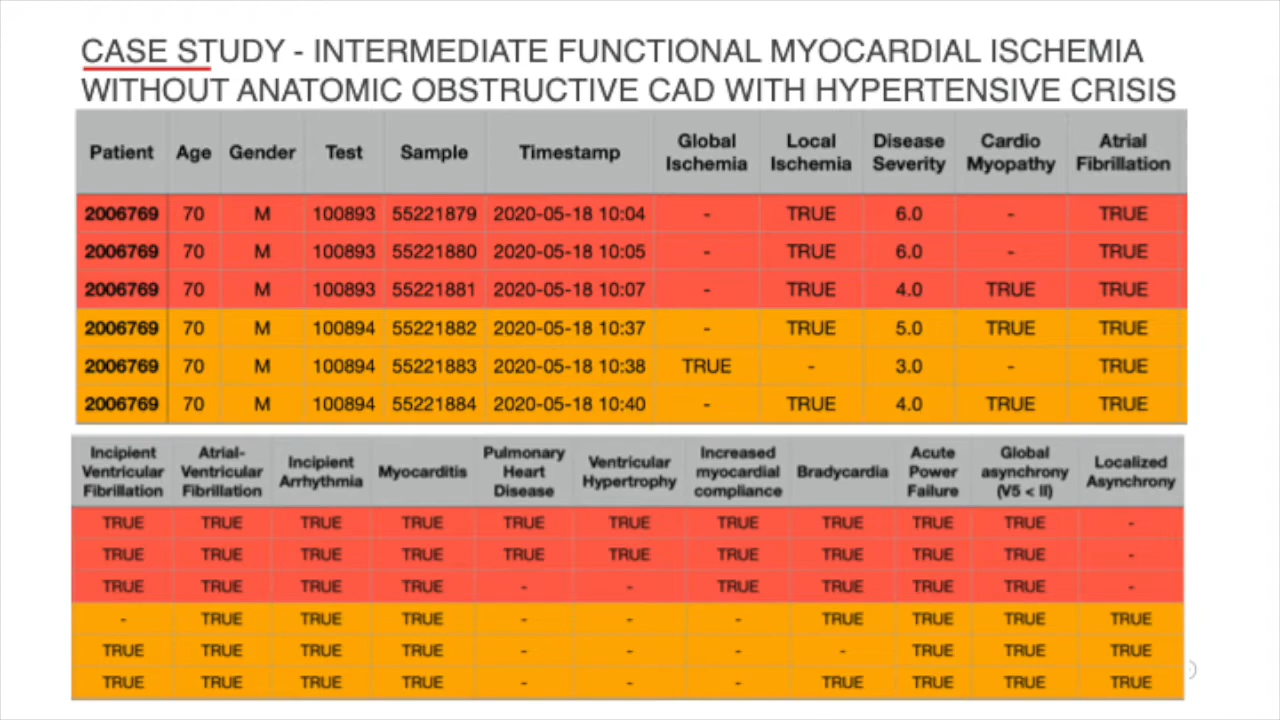 CASE STUDY - INTERMEDIATE FUNCTIONAL MYOCARDIAL ISCHEMIA
WITHOUT ANATOMIC OBSTRUCTIVE CAD WITH HYPERTENSIVE CRISIS
Patient Age Gender Test Sample Timestamp Global Ischemia Local Ischemia Disease Severity Cardio Myopathy Atrial Fibrillation
2006769 70 M 100893 55221879 2020-05-18 10:04 - TRUE 6.0 - TRUE
2006769 70 M 100893 55221880 2020-05-18 10:05 - TRUE 6.0 - TRUE
2006769 70 M 100893 55221881 2020-05-18 10:07 - TRUE 4.0 TRUE TRUE
2006769 70 M 100894 55221882 2020-05-18 10:37 - TRUE 5.0 TRUE TRUE
2006769 70 M 100894 55221883 2020-05-18 10:38 TRUE - 3.0 - TRUE
2006769 70 M 100894 55221884 2020-05-18 10:40 - TRUE 4.0 TRUE TRUE
Incipient Ventricular Fibrillation Atrial-Ventricular Fibrillation Incipient Arrhythmia Myocarditis Pulmonary Heart Disease Ventricular Hypertrophy Increased myocardial compliance Bradycardia Acute Power Failure Global asynchrony (V5 < II) Localized Asynchrony
TRUE TRUE TRUE TRUE TRUE TRUE TRUE TRUE TRUE TRUE -
TRUE TRUE TRUE TRUE TRUE TRUE TRUE TRUE TRUE TRUE -
TRUE TRUE TRUE TRUE - - TRUE TRUE TRUE TRUE -
- TRUE TRUE TRUE - - - TRUE TRUE TRUE TRUE
TRUE TRUE TRUE TRUE - - - - TRUE TRUE TRUE
TRUE TRUE TRUE TRUE - - - TRUE TRUE TRUE TRUE